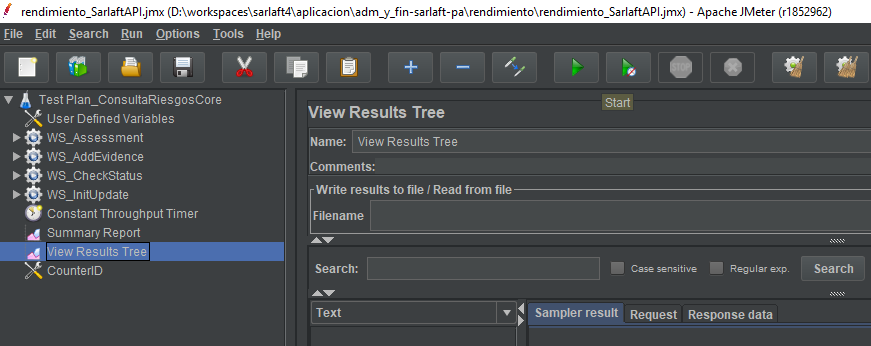 rendimiento_SarlaftAPI.jmx (D:\workspaces\sarlaft4\aplicacion\adm_y_fin-sarlaft-pa\rendimiento\rendimiento_SarlaftAPI.jmx) - Apache JMeter (r1852962)
File Edit Search Run Options Tools Help
STOP
Start
Test Plan_ConsultaRiesgosCore
User Defined Variables
WS_Assessment
WS_AddEvidence
WS_CheckStatus
WS_InitUpdate
Constant Throughput Timer
Summary Report
View Results Tree
CounterID
View Results Tree
Name: View Results Tree
Comments:
Write results to file / Read from file
Filename
Search: Case sensitive Regular exp. Search
Text
Sampler result Request Response data